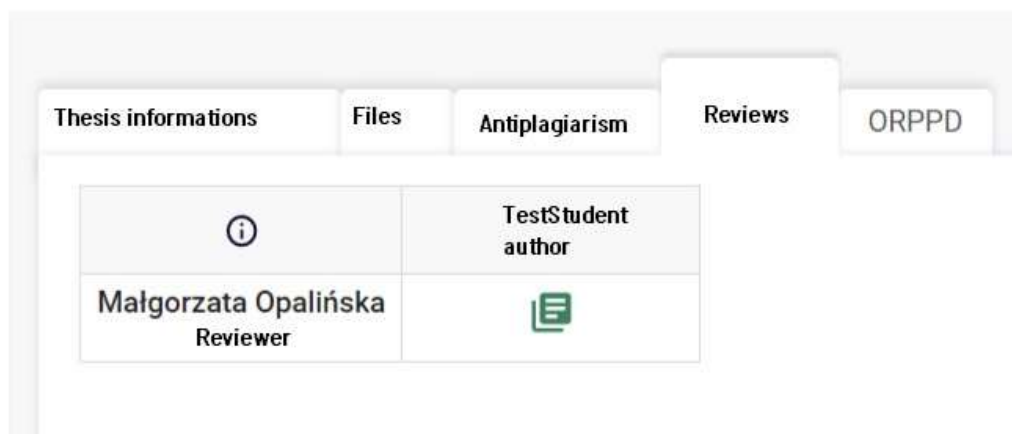 Thesis informations Files Antiplagiarism Reviews ORPPD
TestStudent
author
Małgorzata Opalińska
Reviewer